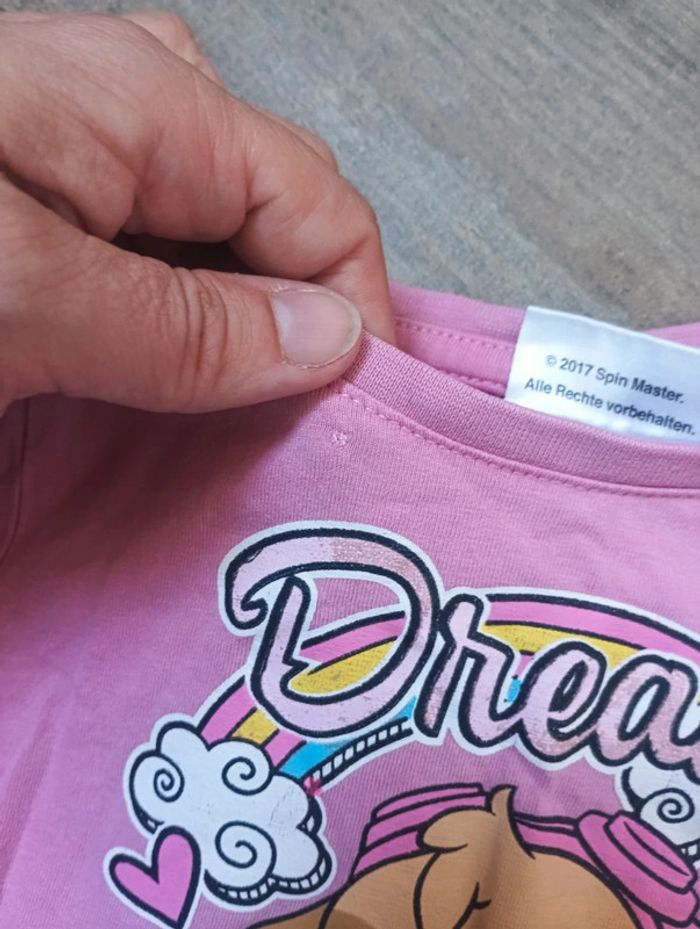 © 2017 Spin Master.
Alle Rechte vorbehalten.
Drea